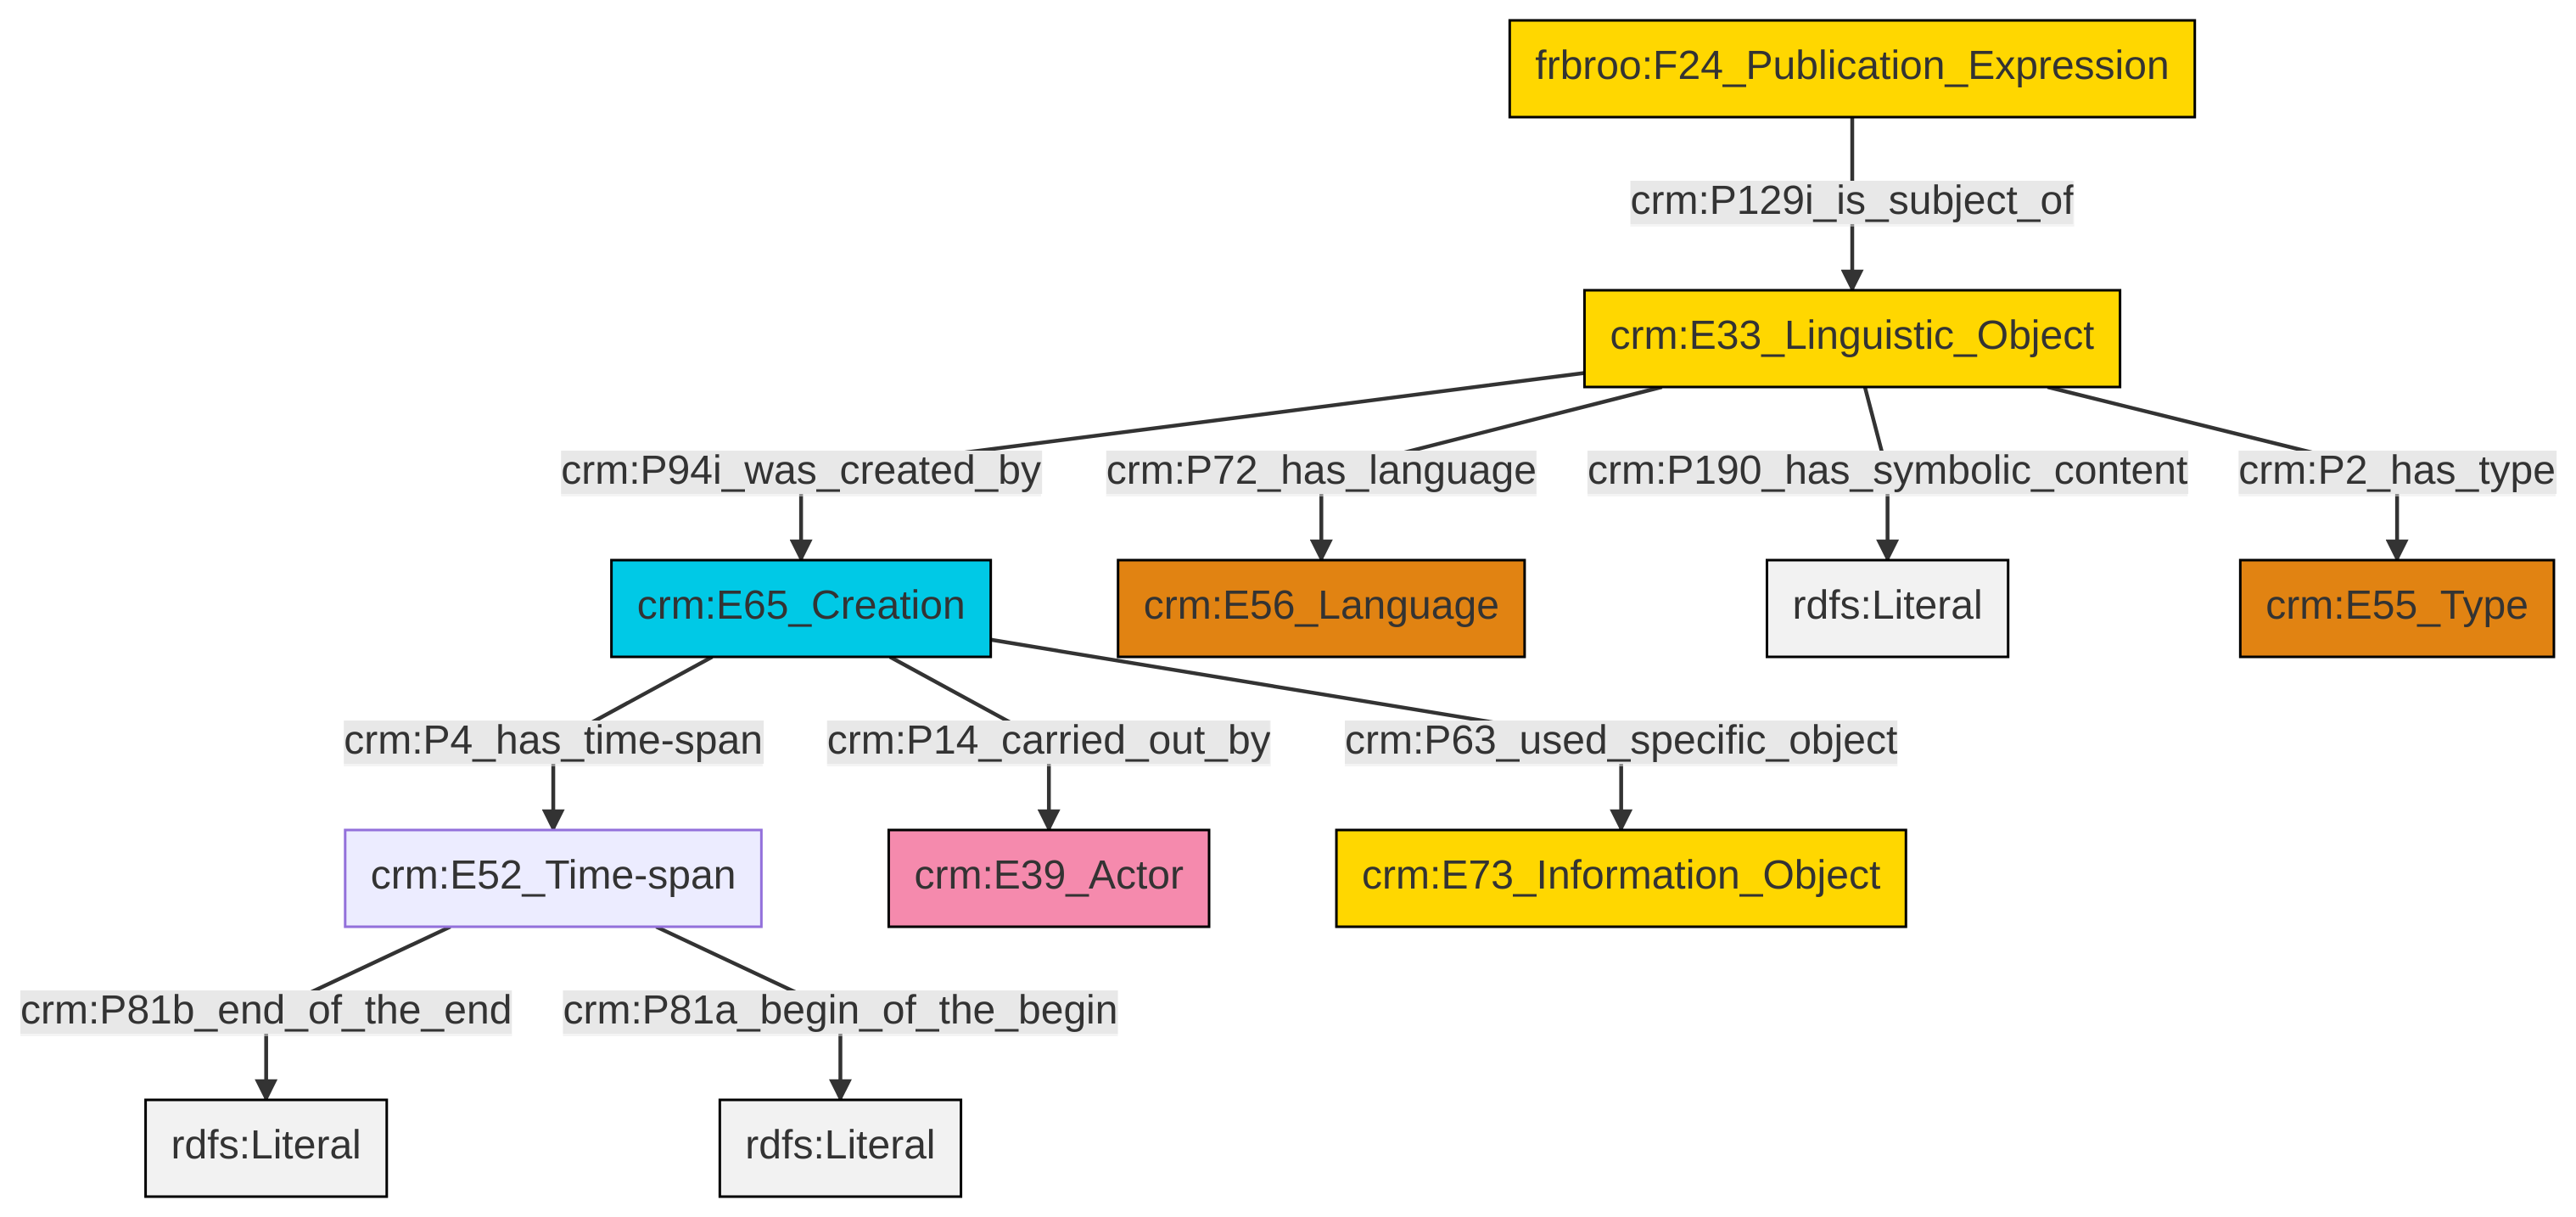 frbroo:F24_Publication_Expression
crm:P129i_is_subject_of
crm:E33_Linguistic_Object
crm:P94i_was_created_by
crm:P72_has_language
crm:P190_has_symbolic_content
crm:P2_has_type
crm:E65_Creation
crm:E56_Language
rdfs:Literal
crm:E55_Type
crm:P4_has_time-span
crm:P14_carried_out_by
crm:P63_used_specific_object
crm:E52_Time-span
crm:E39_Actor
crm:E73_Information_Object
crm:P81b_end_of_the_end
crm:P81a_begin_of_the_begin
rdfs:Literal
rdfs:Literal